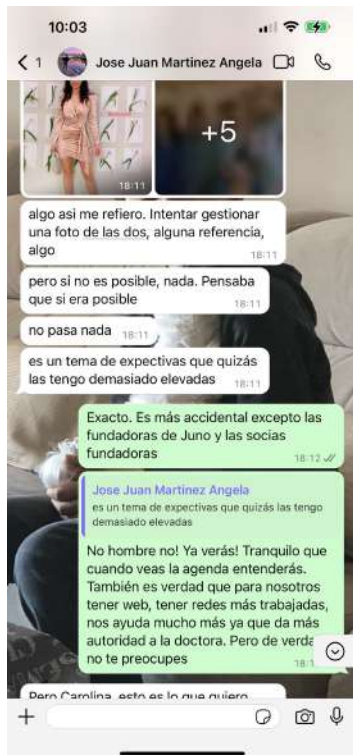 10:03
1 Jose Juan Martinez Angela
+5
18:11
algo asi me refiero. Intentar gestionar
una foto de las dos, alguna referencia,
algo
18:11
pero si no es posible, nada. Pensaba
que si era posible
18:11
no pasa nada 18:11
es un tema de expectivas que quizás
las tengo demasiado elevadas 18:11
Exacto. Es más accidental excepto las
fundadoras de Juno y las socias
fundadoras
18:12
Jose Juan Martinez Angela
es un tema de expectivas que quizás las tengo
demasiado elevadas
No hombre no! Ya verás! Tranquilo que
cuando veas la agenda entenderás.
También es verdad que para nosotros
tener web, tener redes más trabajadas,
nos ayuda mucho más ya que da más
autoridad a la doctora. Pero de
no te preocupes
Pero Carolina, esto es lo que quiero